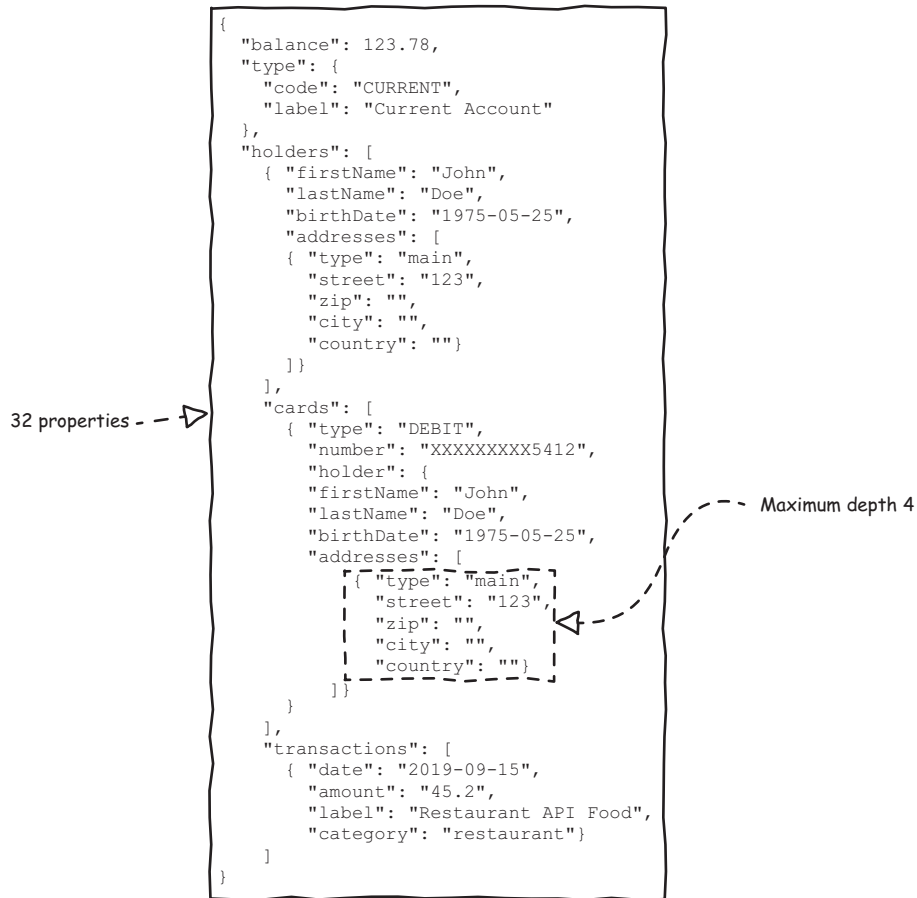 {
  "balance": 123.78,
  "type": {
    "code": "CURRENT",
    "label": "Current Account"
  },
  "holders": [
    { "firstName": "John",
      "lastName": "Doe",
      "birthDate": "1975-05-25",
      "addresses": [
      { "type": "main",
        "street": "123",
        "zip": "",
        "city": "",
        "country": ""}
      ]}
    ],
32 properties
    "cards": [
      { "type": "DEBIT",
        "number": "XXXXXXXXX5412",
        "holder": {
        "firstName": "John",
        "lastName": "Doe",
        "birthDate": "1975-05-25",
        "addresses": [
Maximum depth 4
            { "type": "main",
              "street": "123",
              "zip": "",
              "city": "",
              "country": ""}
          ]}
      }
    ],
    "transactions": [
      { "date": "2019-09-15",
        "amount": "45.2",
        "label": "Restaurant API Food",
        "category": "restaurant"}
    ]
}